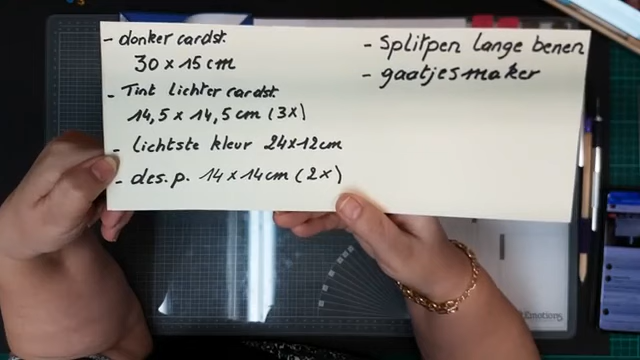 - donker cardst.
30 x 15 cm
- Tint lichter cardst.
14,5 x 14,5 cm (3x)
- lichtste kleur 24x12cm
- des.p. 14 x 14 cm (2x)
- Splitpen lange benen
- gaatjesmaker
Emotions